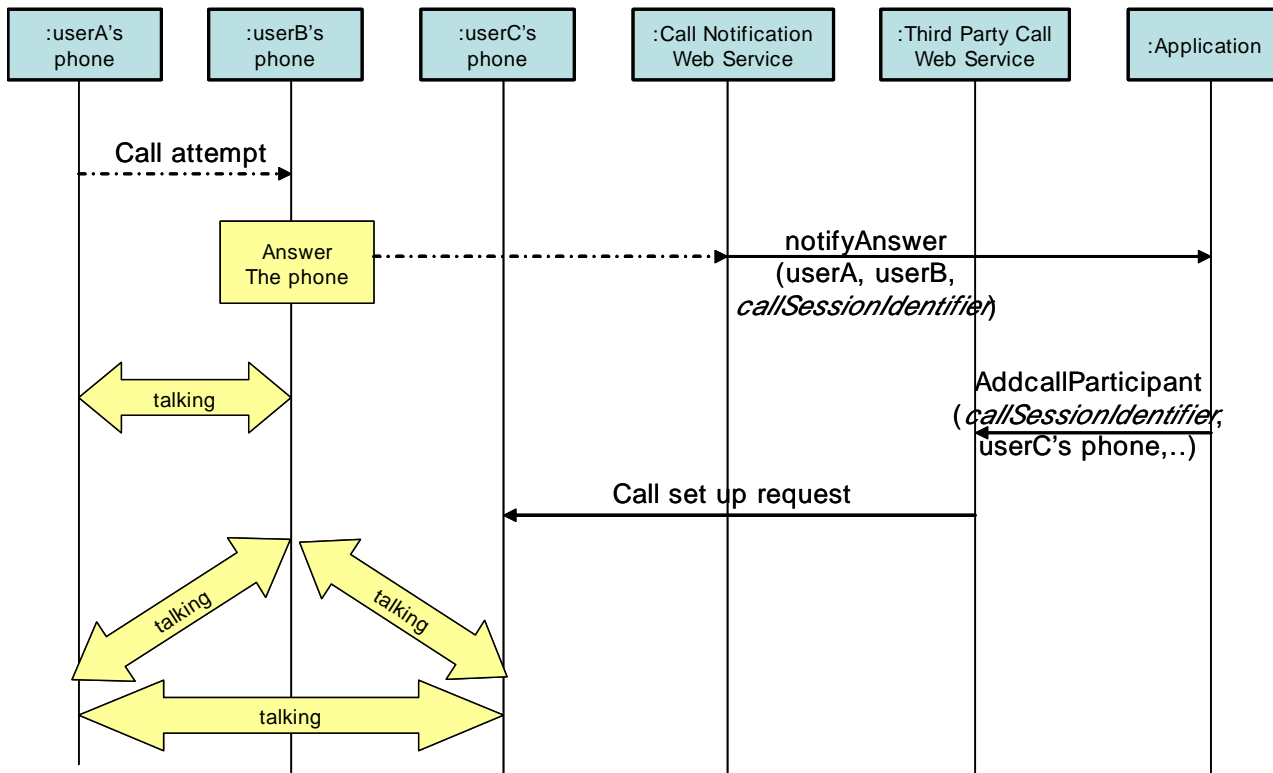 :userA's
phone
:userB's
phone
:userC's
phone
:Call Notification
Web Service
:Third Party Call
Web Service
:Application
Call attempt
Answer
The phone
notifyAnswer
(userA, userB,
callSessionIdentifier)
talking
AddcallParticipant
(callSessionIdentifier,
userC's phone,..)
Call set up request
talking
talking
talking